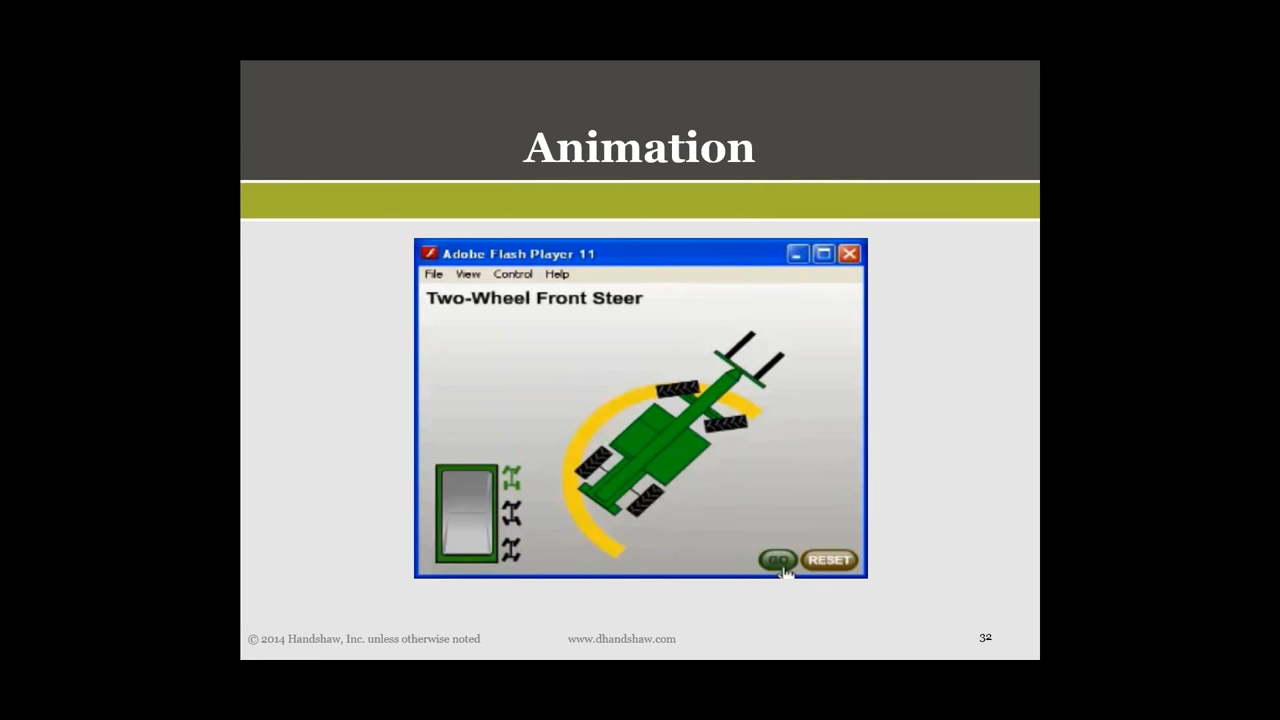 Animation
Adobe Flash Player 11
File View Control Help
Two-Wheel Front Steer
GO RESET
© 2014 Handshaw, Inc. unless otherwise noted www.dhandshaw.com 32